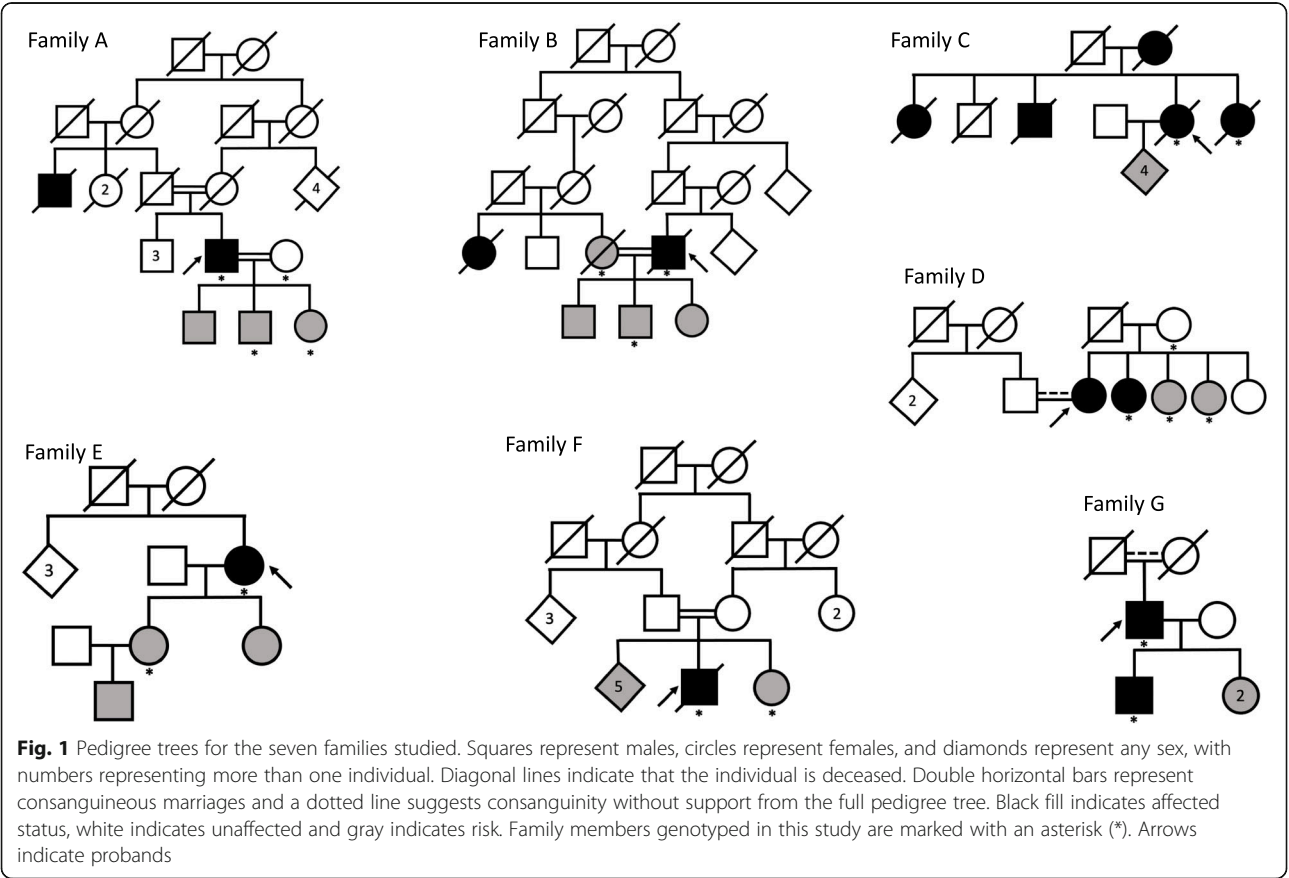 Family A
Family B
Family C
2
4
3
*
*
*
*
*
*
*
*
*
4
Family D
*
2
*
*
*
Family E
3
*
*
Family F
3
2
5
*
*
Family G
*
*
2
Fig. 1 Pedigree trees for the seven families studied. Squares represent males, circles represent females, and diamonds represent any sex, with
numbers representing more than one individual. Diagonal lines indicate that the individual is deceased. Double horizontal bars represent
consanguineous marriages and a dotted line suggests consanguinity without support from the full pedigree tree. Black fill indicates affected
status, white indicates unaffected and gray indicates risk. Family members genotyped in this study are marked with an asterisk (*). Arrows
indicate probands